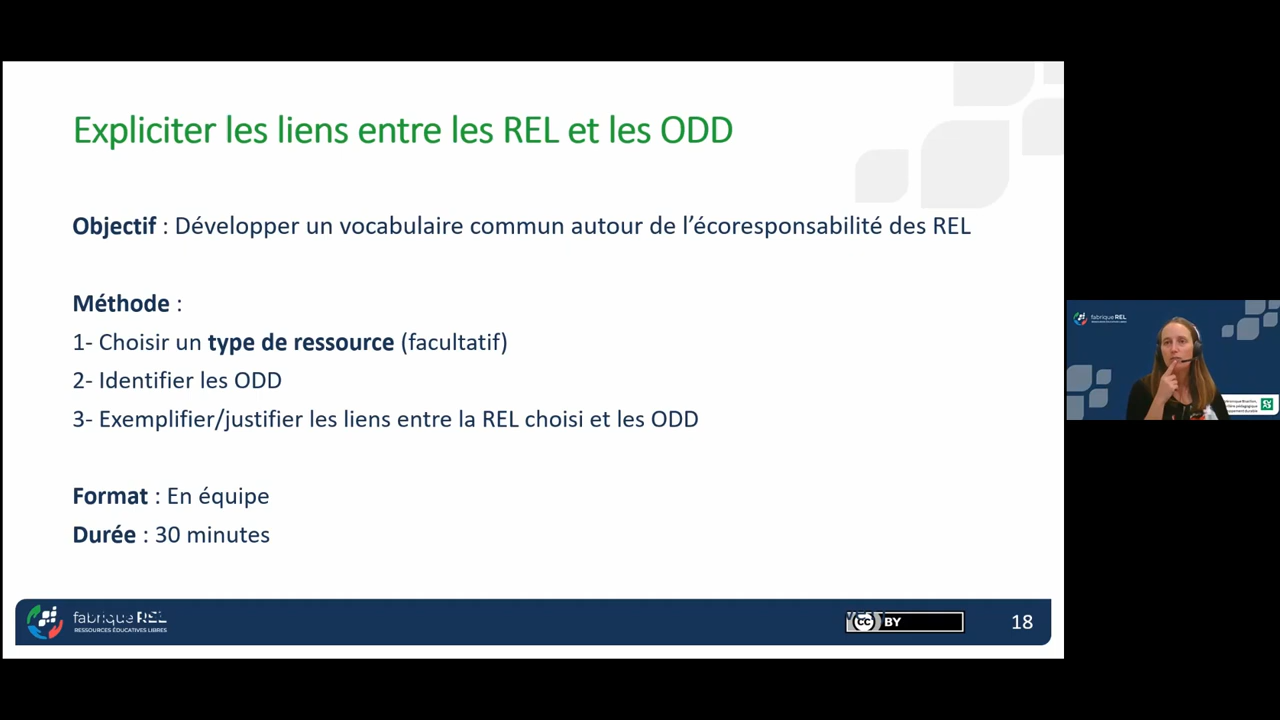 Expliciter les liens entre les REL et les ODD
Objectif : Développer un vocabulaire commun autour de l’écoresponsabilité des REL
Méthode :
1- Choisir un type de ressource (facultatif)
2- Identifier les ODD
3- Exemplifier/justifier les liens entre la REL choisi et les ODD
Format : En équipe
Durée : 30 minutes
fabrique REL
RESSOURCES ÉDUCATIVES LIBRES
cc BY
18
fabrique REL